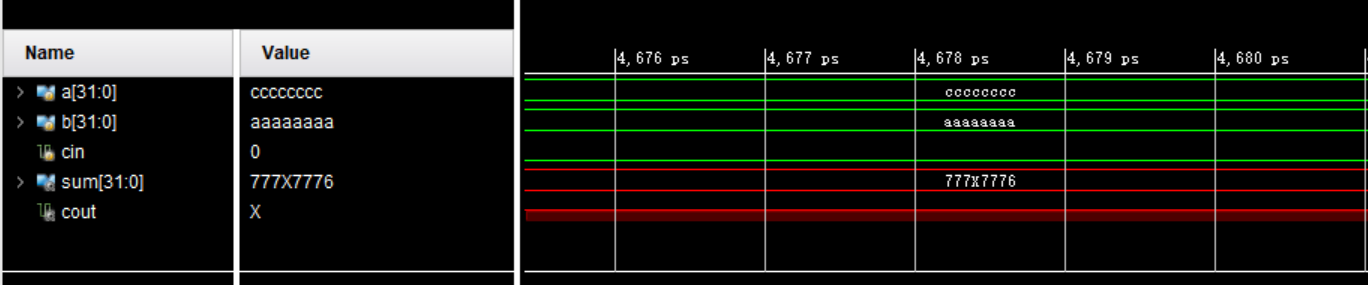 Name Value
4,676 ps 4,677 ps 4,678 ps 4,679 ps 4,680 ps
a[31:0] cccccccc cccccccc
b[31:0] aaaaaaaa aaaaaaaa
cin 0
sum[31:0] 777X7776 777X7776
cout X